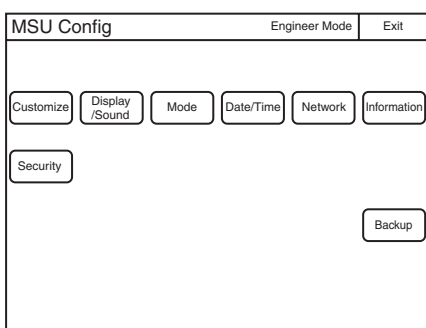 MSU Config Engineer Mode Exit
Customize Display /Sound Mode Date/Time Network Information
Security
Backup